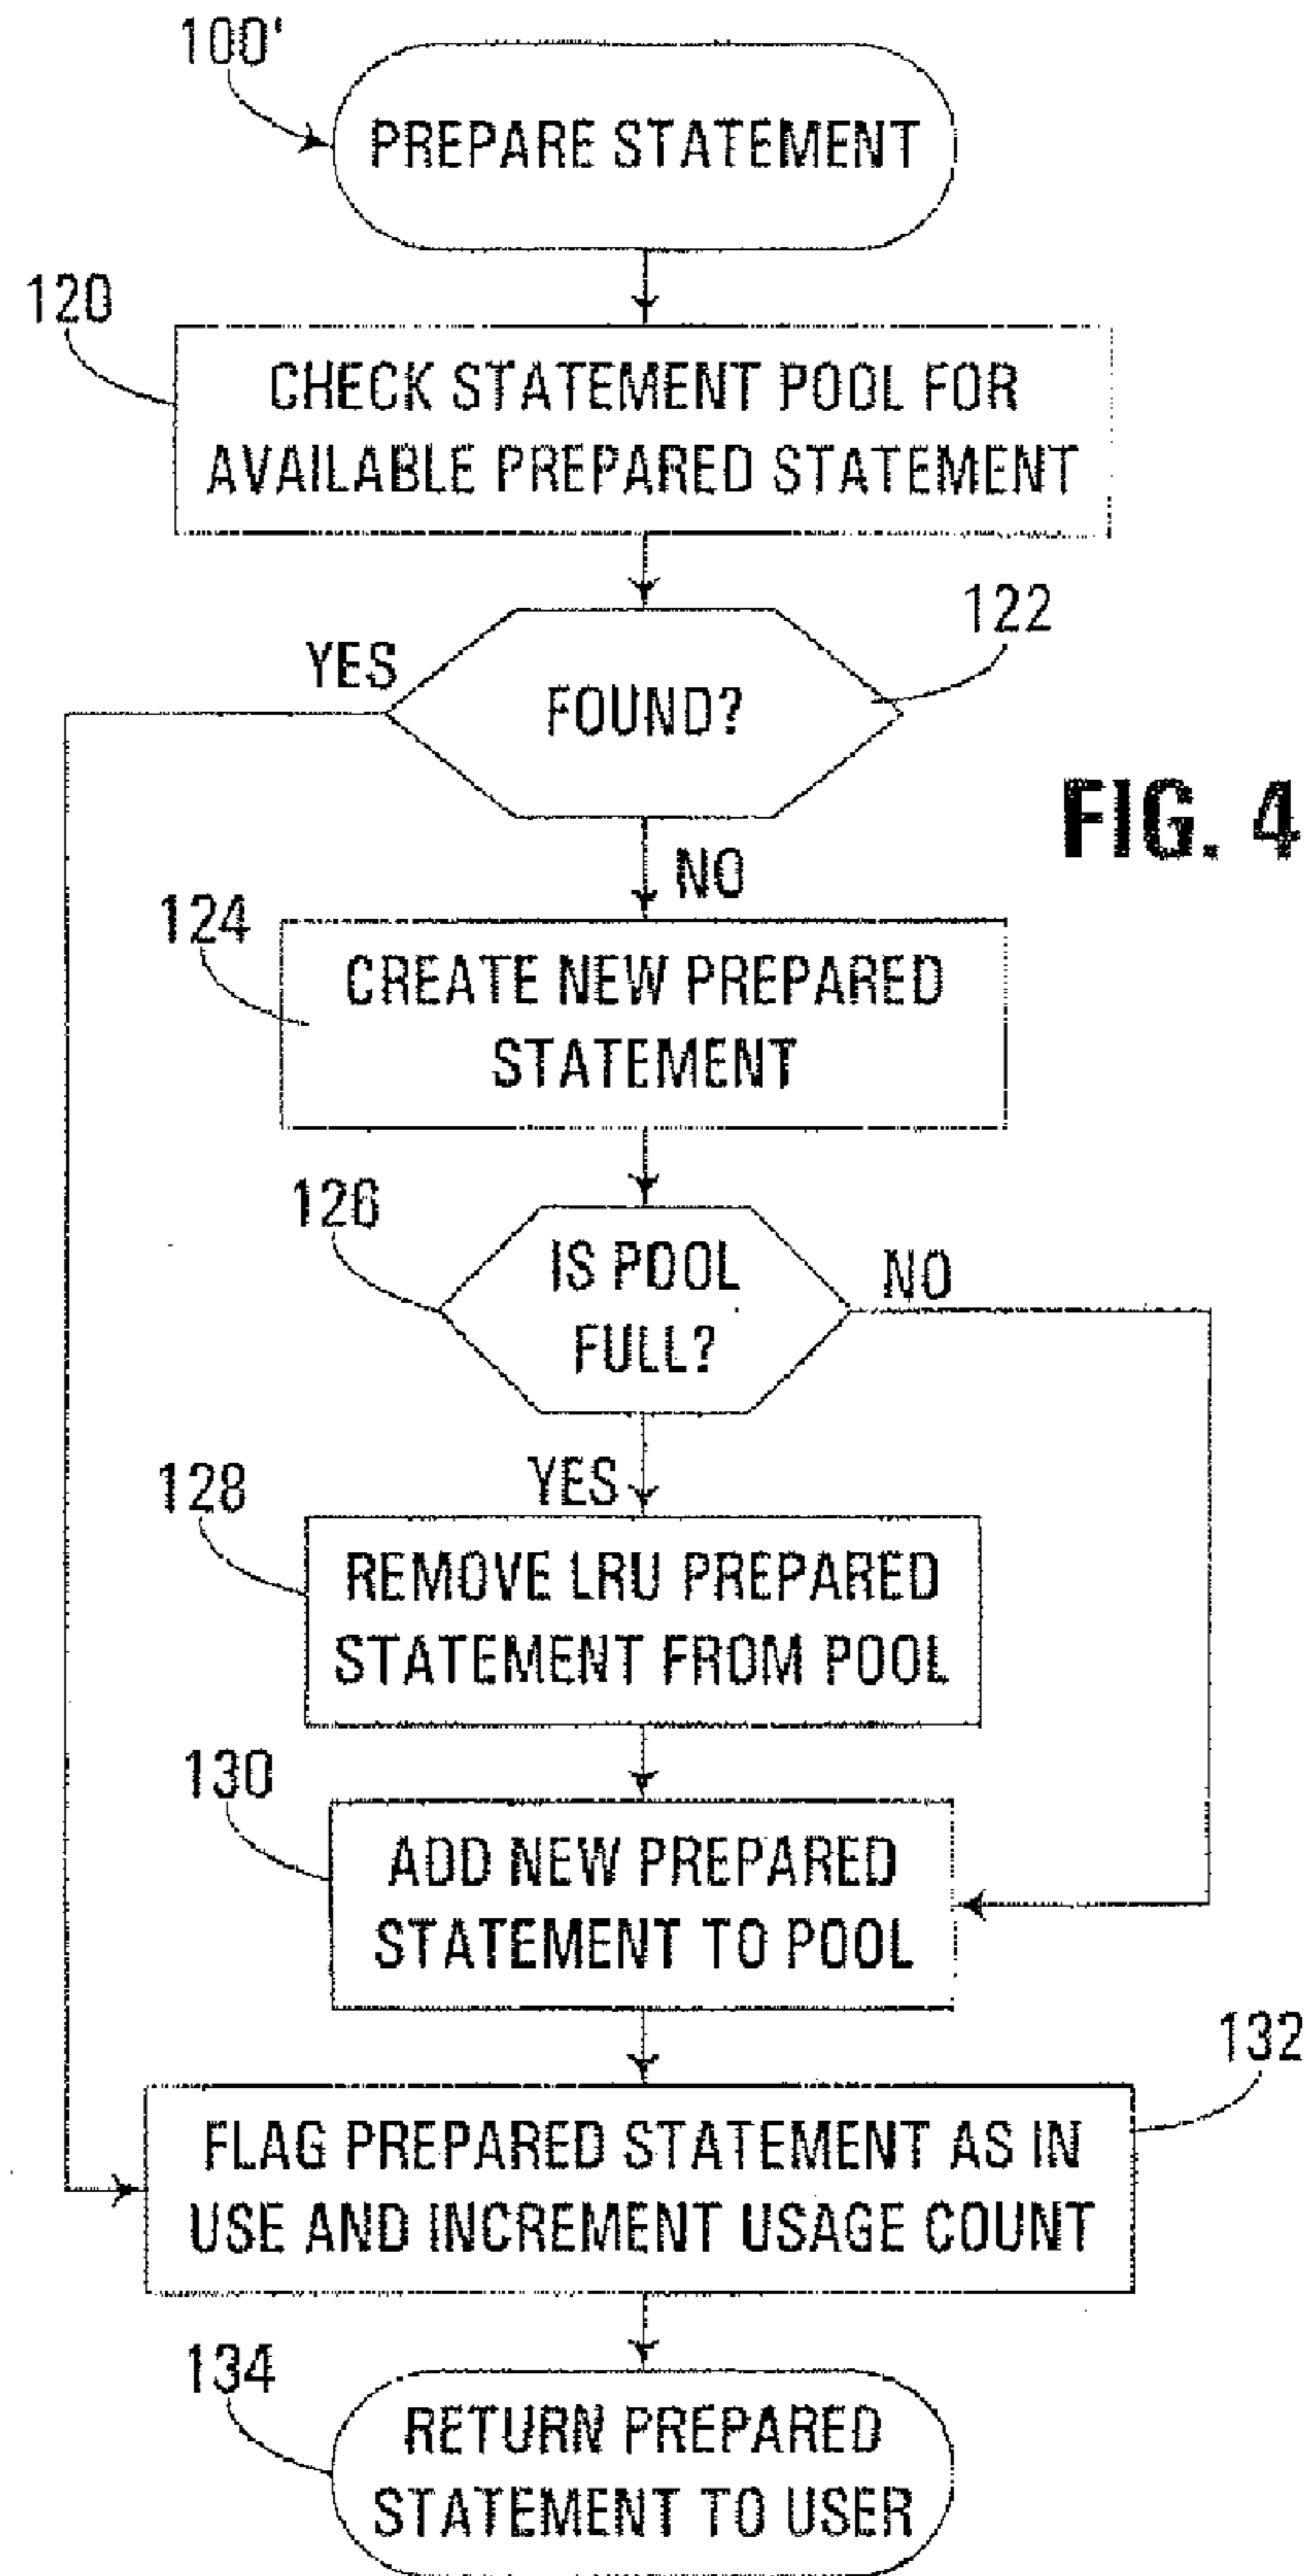 100'
PREPARE STATEMENT
120
CHECK STATEMENT POOL FOR
AVAILABLE PREPARED STATEMENT
122
YES
FOUND?
FIG. 4
NO
124
CREATE NEW PREPARED
STATEMENT
126
IS POOL
FULL?
NO
YES
128
REMOVE LRU PREPARED
STATEMENT FROM POOL
130
ADD NEW PREPARED
STATEMENT TO POOL
132
FLAG PREPARED STATEMENT AS IN
USE AND INCREMENT USAGE COUNT
134
RETURN PREPARED
STATEMENT TO USER